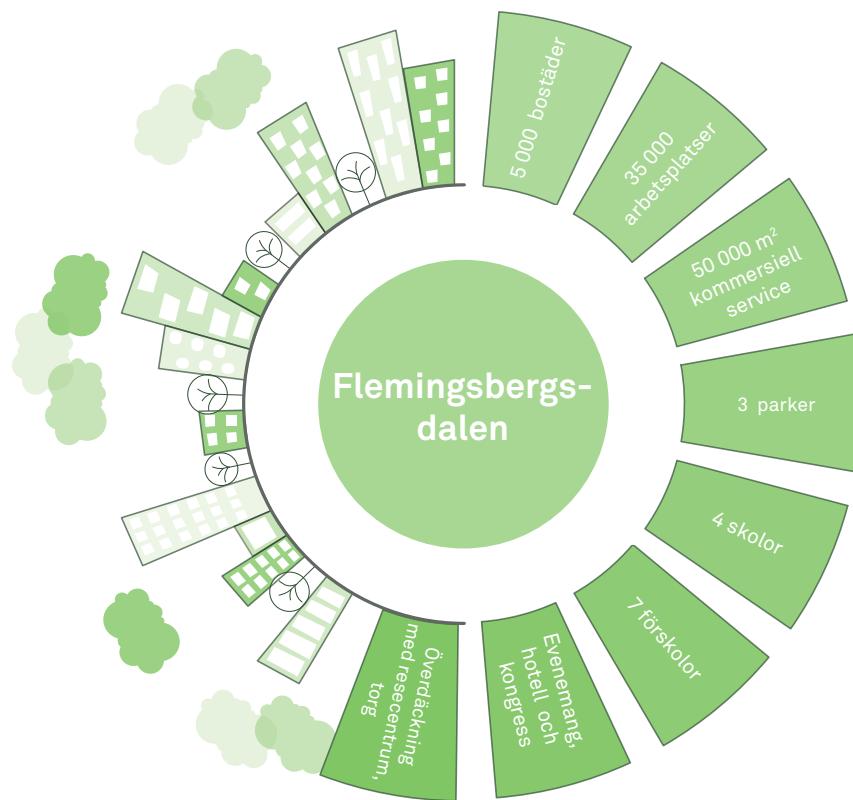 Flemingsbergs-
dalen
5 000 bostäder
35 000
arbetsplatser
50 000 m²
kommersiell
service
3 parker
4 skolor
7 förskolor
Evenemang,
hotell och
kongress
Överdäckning
med resecentrum,
torg